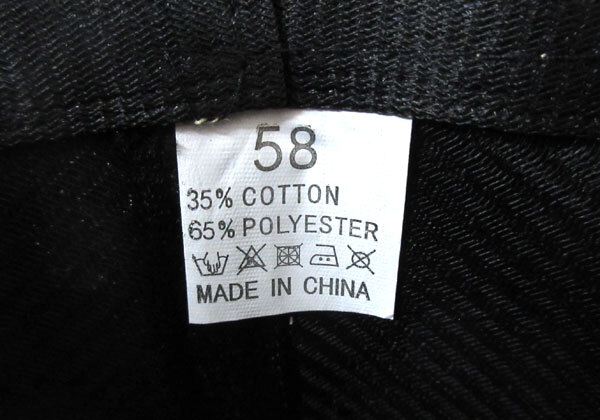 58
35% COTTON
65% POLYESTER
MADE IN CHINA